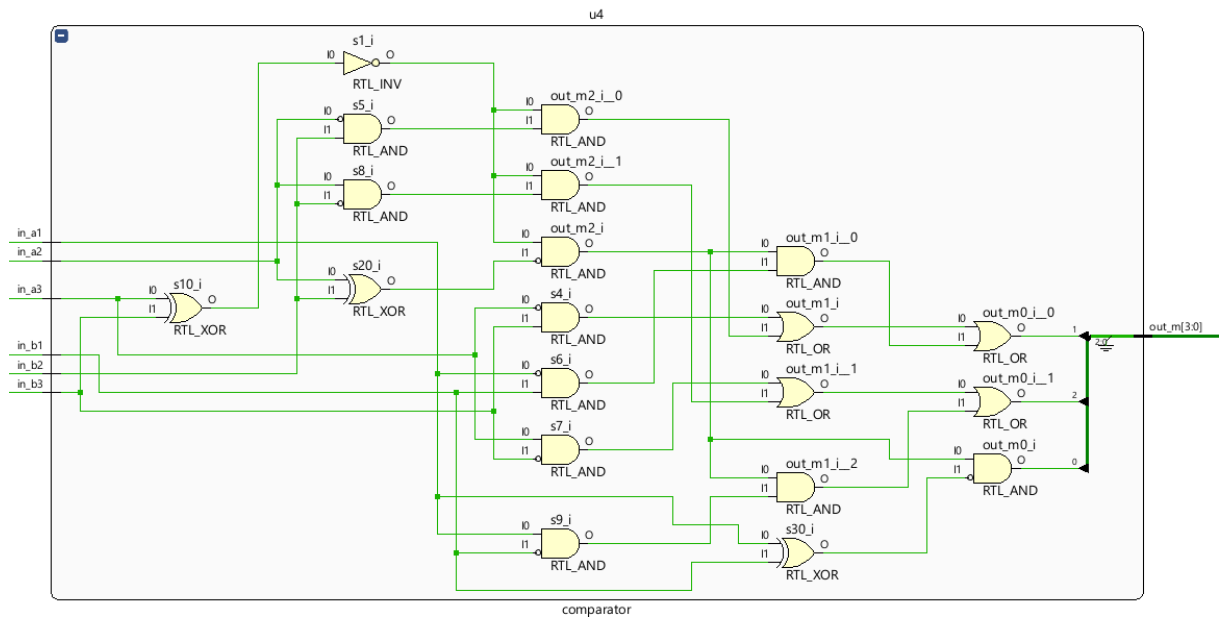 u4
s1_i
I0 O
RTL_INV
s5_i
I0
I1 O
RTL_AND
s8_i
I0
I1 O
RTL_AND
out_m2_i__0
I0
I1 O
RTL_AND
out_m2_i__1
I0
I1 O
RTL_AND
out_m2_i
I0
I1 O
RTL_AND
in_a1
in_a2
in_a3
in_b1
in_b2
in_b3
s10_i
I0
I1 O
RTL_XOR
s20_i
I0
I1 O
RTL_XOR
s4_i
I0
I1 O
RTL_AND
s6_i
I0
I1 O
RTL_AND
s7_i
I0
I1 O
RTL_AND
s9_i
I0
I1 O
RTL_AND
out_m1_i__0
I0
I1 O
RTL_AND
out_m1_i
I0
I1 O
RTL_OR
out_m1_i__1
I0
I1 O
RTL_OR
out_m1_i__2
I0
I1 O
RTL_AND
s30_i
I0
I1 O
RTL_XOR
out_m0_i__0
I0
I1 O
RTL_OR
out_m0_i__1
I0
I1 O
RTL_OR
out_m0_i
I0
I1 O
RTL_AND
1
2
0
out_m[3:0]
comparator